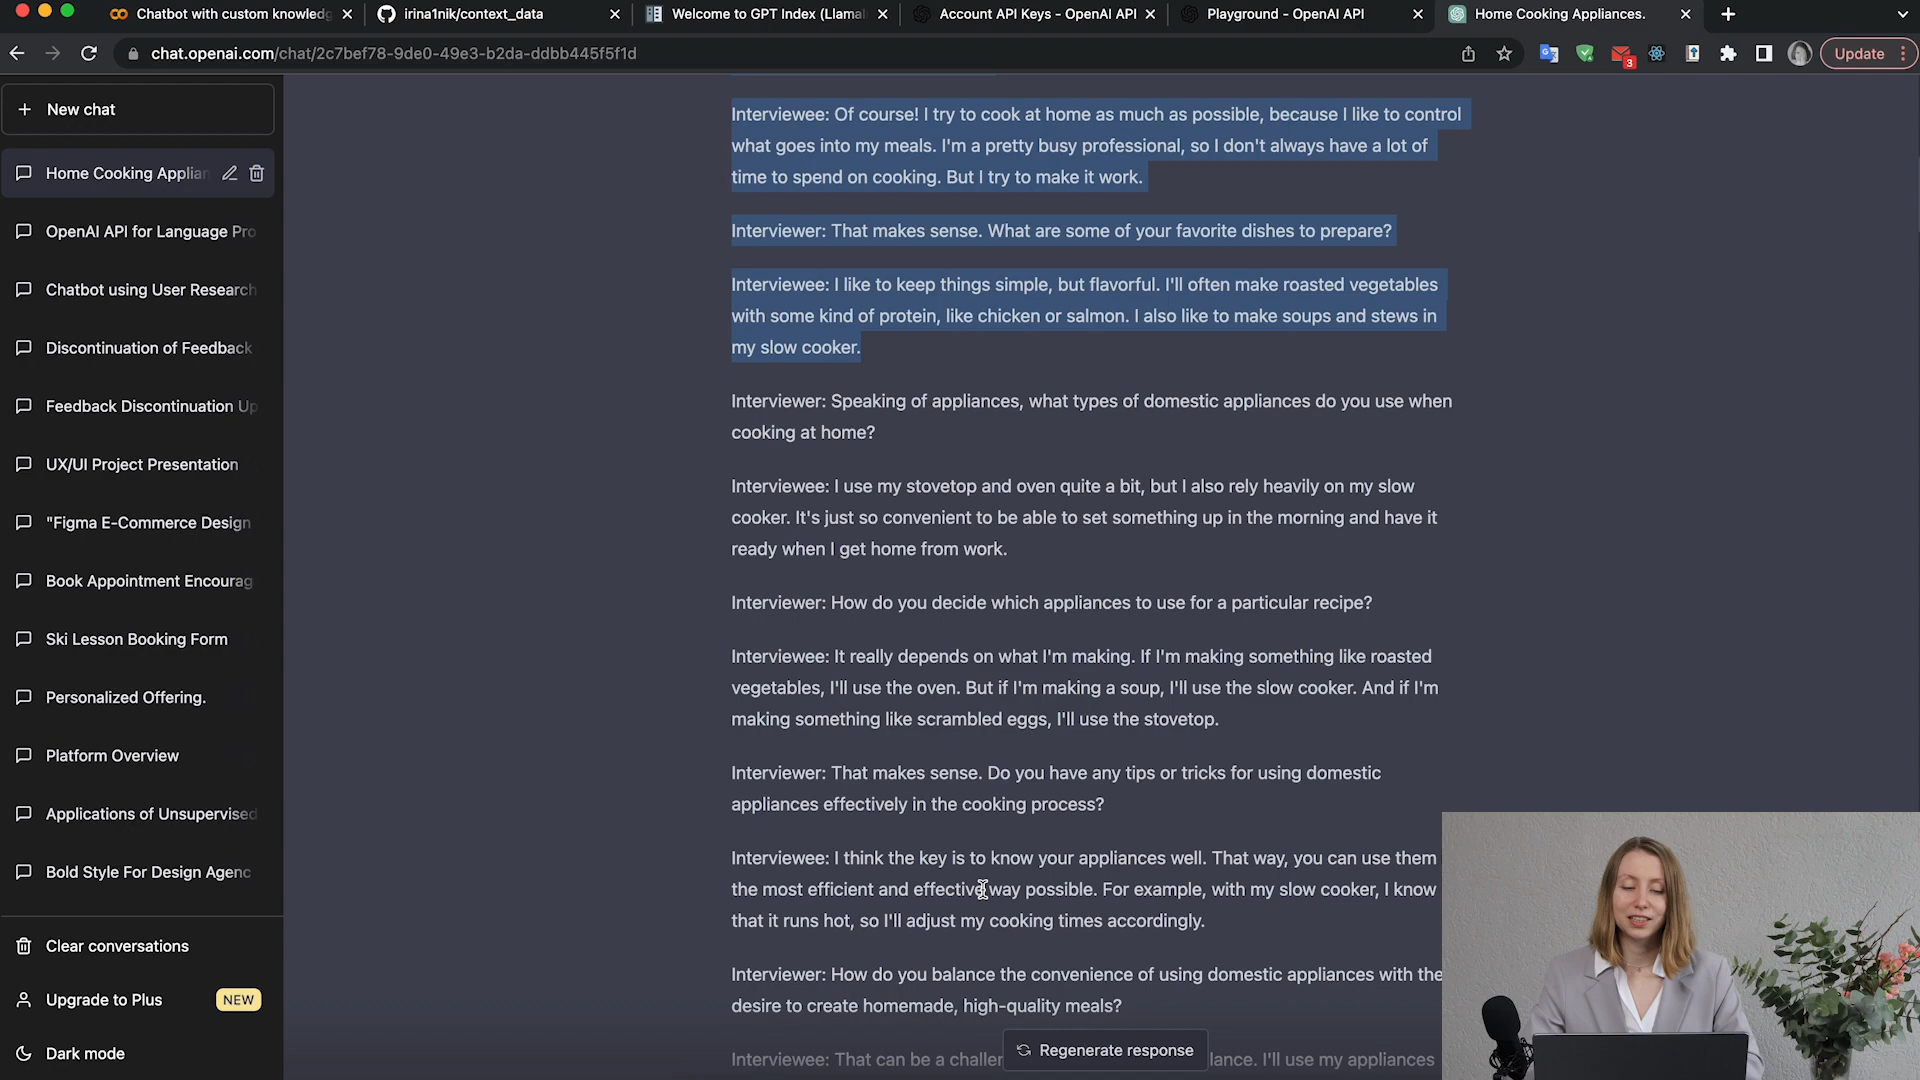 Chatbot with custom knowledg
irina1nik/context_data
Welcome to GPT Index (Llamal
Account API Keys - OpenAI API
Playground - OpenAI API
Home Cooking Appliances.
chat.openai.com/chat/2c7bef78-9de0-49e3-b2da-ddbb445f5f1d
3
Update
New chat
Home Cooking Applian
OpenAI API for Language Pro
Chatbot using User Research
Discontinuation of Feedback
Feedback Discontinuation Up
UX/UI Project Presentation
"Figma E-Commerce Design
Book Appointment Encourag
Ski Lesson Booking Form
Personalized Offering.
Platform Overview
Applications of Unsupervised
Bold Style For Design Agenc
Clear conversations
Upgrade to Plus
NEW
Dark mode
Interviewee: Of course! I try to cook at home as much as possible, because I like to control
what goes into my meals. I'm a pretty busy professional, so I don't always have a lot of
time to spend on cooking. But I try to make it work.
Interviewer: That makes sense. What are some of your favorite dishes to prepare?
Interviewee: I like to keep things simple, but flavorful. I'll often make roasted vegetables
with some kind of protein, like chicken or salmon. I also like to make soups and stews in
my slow cooker.
Interviewer: Speaking of appliances, what types of domestic appliances do you use when
cooking at home?
Interviewee: I use my stovetop and oven quite a bit, but I also rely heavily on my slow
cooker. It's just so convenient to be able to set something up in the morning and have it
ready when I get home from work.
Interviewer: How do you decide which appliances to use for a particular recipe?
Interviewee: It really depends on what I'm making. If I'm making something like roasted
vegetables, I'll use the oven. But if I'm making a soup, I'll use the slow cooker. And if I'm
making something like scrambled eggs, I'll use the stovetop.
Interviewer: That makes sense. Do you have any tips or tricks for using domestic
appliances effectively in the cooking process?
Interviewee: I think the key is to know your appliances well. That way, you can use them
the most efficient and effective way possible. For example, with my slow cooker, I know
that it runs hot, so I'll adjust my cooking times accordingly.
Interviewer: How do you balance the convenience of using domestic appliances with the
desire to create homemade, high-quality meals?
Interviewee: That can be a challen lance. I'll use my appliances
Regenerate response